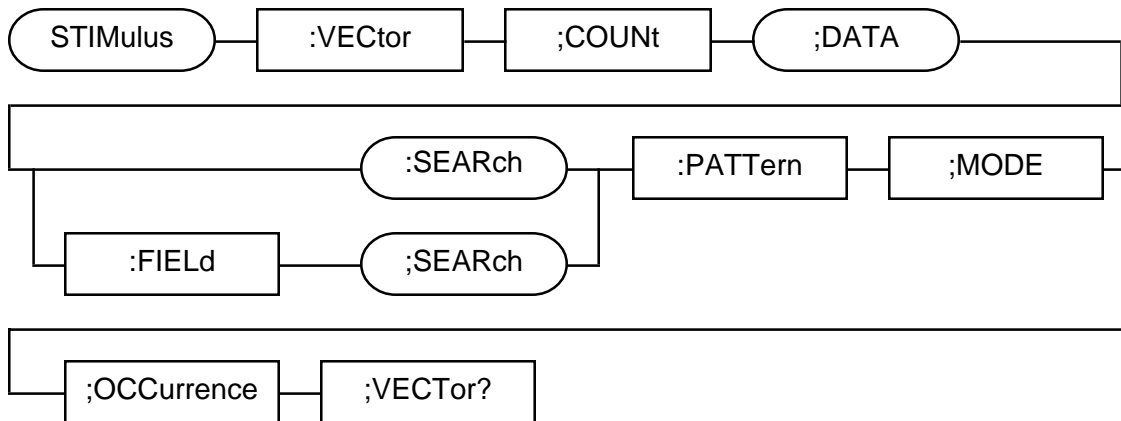 STIMulus :VECtor ;COUNt ;DATA
:SEARch :PATTern ;MODE
:FIELd ;SEARch
;OCCurrence ;VECTor?